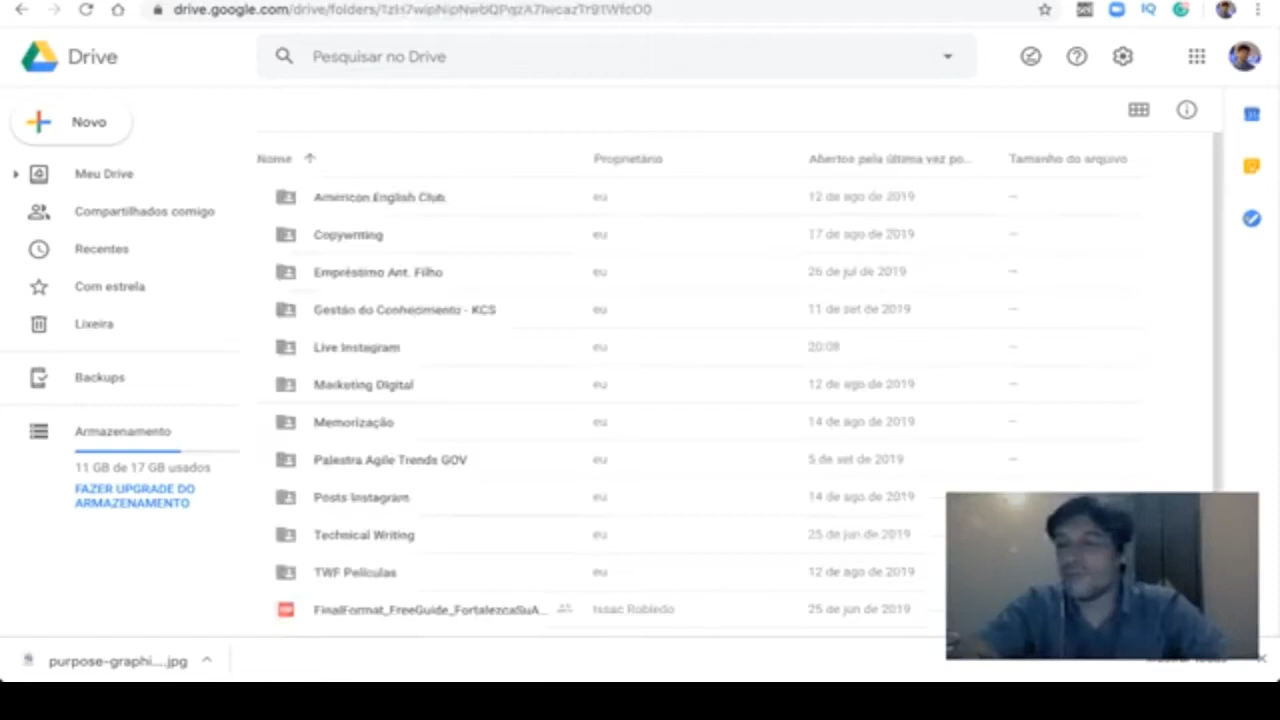 drive.google.com/drive/folders/
Drive
Pesquisar no Drive
Novo
Nome
Proprietário
Abertos pela última vez po...
Tamanho do arquivo
Meu Drive
American English Club
eu
12 de ago de 2019
–
Compartilhados comigo
Copywriting
eu
17 de ago de 2019
–
Recentes
Empréstimo Ant. Filho
eu
26 de jul de 2019
–
Com estrela
Gestão do Conhecimento - KCS
eu
11 de set de 2019
–
Lixeira
Live Instagram
eu
20:08
–
Backups
Marketing Digital
eu
12 de ago de 2019
–
Memorização
eu
14 de ago de 2019
–
Armazenamento
11 GB de 17 GB usados
FAZER UPGRADE DO
ARMAZENAMENTO
Palestra Agile Trends GOV
eu
5 de set de 2019
–
Posts Instagram
eu
14 de ago de 2019
Technical Writing
eu
25 de jun de 2019
TWF Películas
eu
12 de ago de 2019
FinalFormat_FreeGuide_FortalezcaSuA...
Issac Robledo
25 de jun de 2019
purpose-graphi....jpg